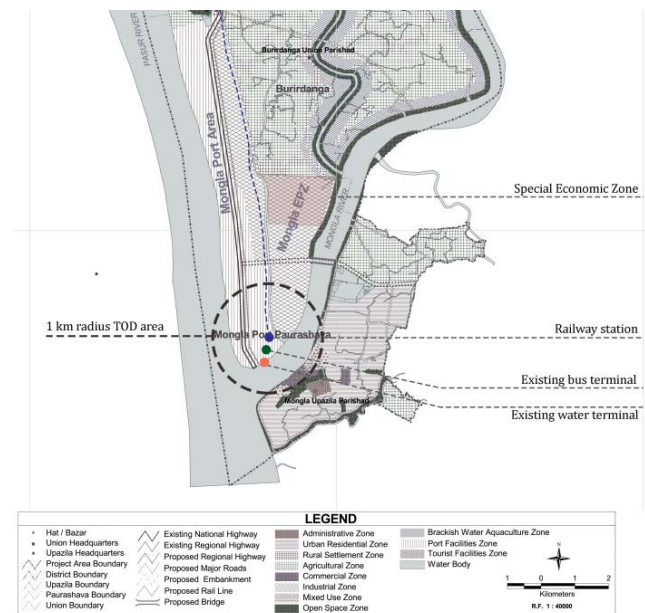 PASUR RIVER
Burirdanga Union Parishad
Burirdanga
Mongla Port Area
Mongla EPZ
MONGLA RIVER
Special Economic Zone
1 km radius TOD area
Mongla Port Paurashava
Railway station
Existing bus terminal
Mongla Upazila Parishad
Existing water terminal
LEGEND
Hat / Bazar
Union Headquarters
Upazila Headquarters
Project Area Boundary
District Boundary
Upazila Boundary
Paurashava Boundary
Union Boundary
Existing National Highway
Existing Regional Highway
Proposed Regional Highway
Proposed Major Roads
Proposed Embankment
Proposed Rail Line
Proposed Bridge
Administrative Zone
Urban Residential Zone
Rural Settlement Zone
Agricultural Zone
Commercial Zone
Industrial Zone
Mixed Use Zone
Open Space Zone
Brackish Water Aquaculture Zone
Port Facilities Zone
Tourist Facilities Zone
Water Body
N
1 0 1 2
Kilometers
R.F. 1 : 40000